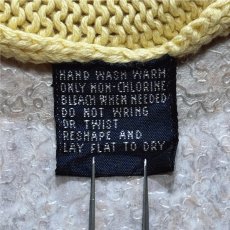 HAND WASH WARM
ONLY NON-CHLORINE
BLEACH WHEN NEEDED
DO NOT WRING
OR TWIST
RESHAPE AND
LAY FLAT TO DRY